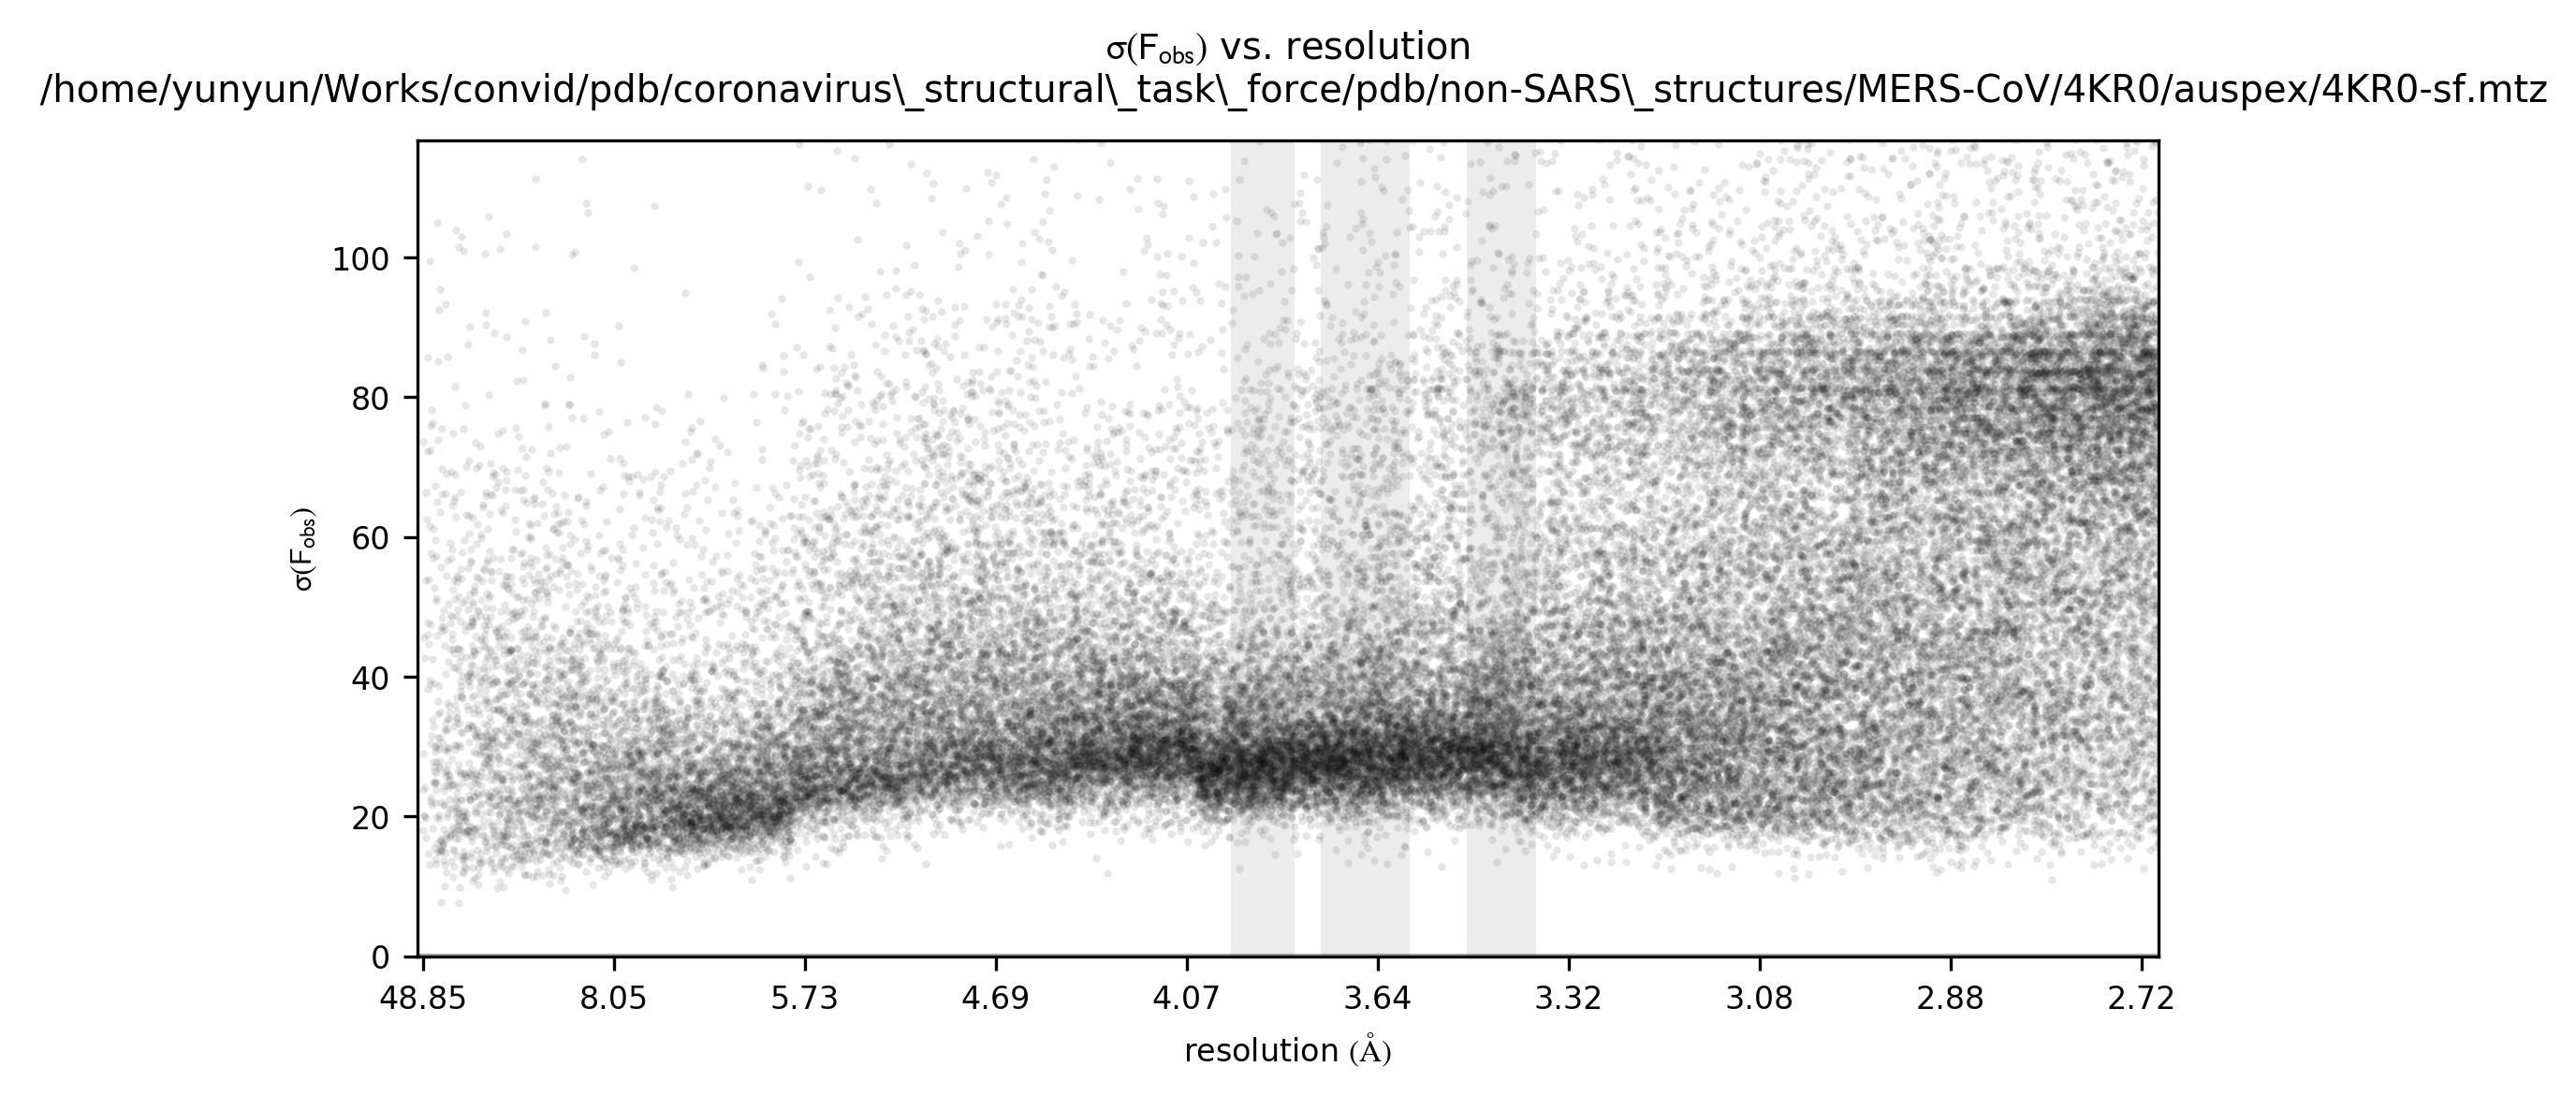 σ(Fobs) vs. resolution
/home/yunyun/Works/convid/pdb/coronavirus\_structural\_task\_force/pdb/non-SARS\_structures/MERS-CoV/4KR0/auspex/4KR0-sf.mtz
100
80
60
40
20
0
σ(Fobs)
48.85 8.05 5.73 4.69 4.07 3.64 3.32 3.08 2.88 2.72
resolution (Å)